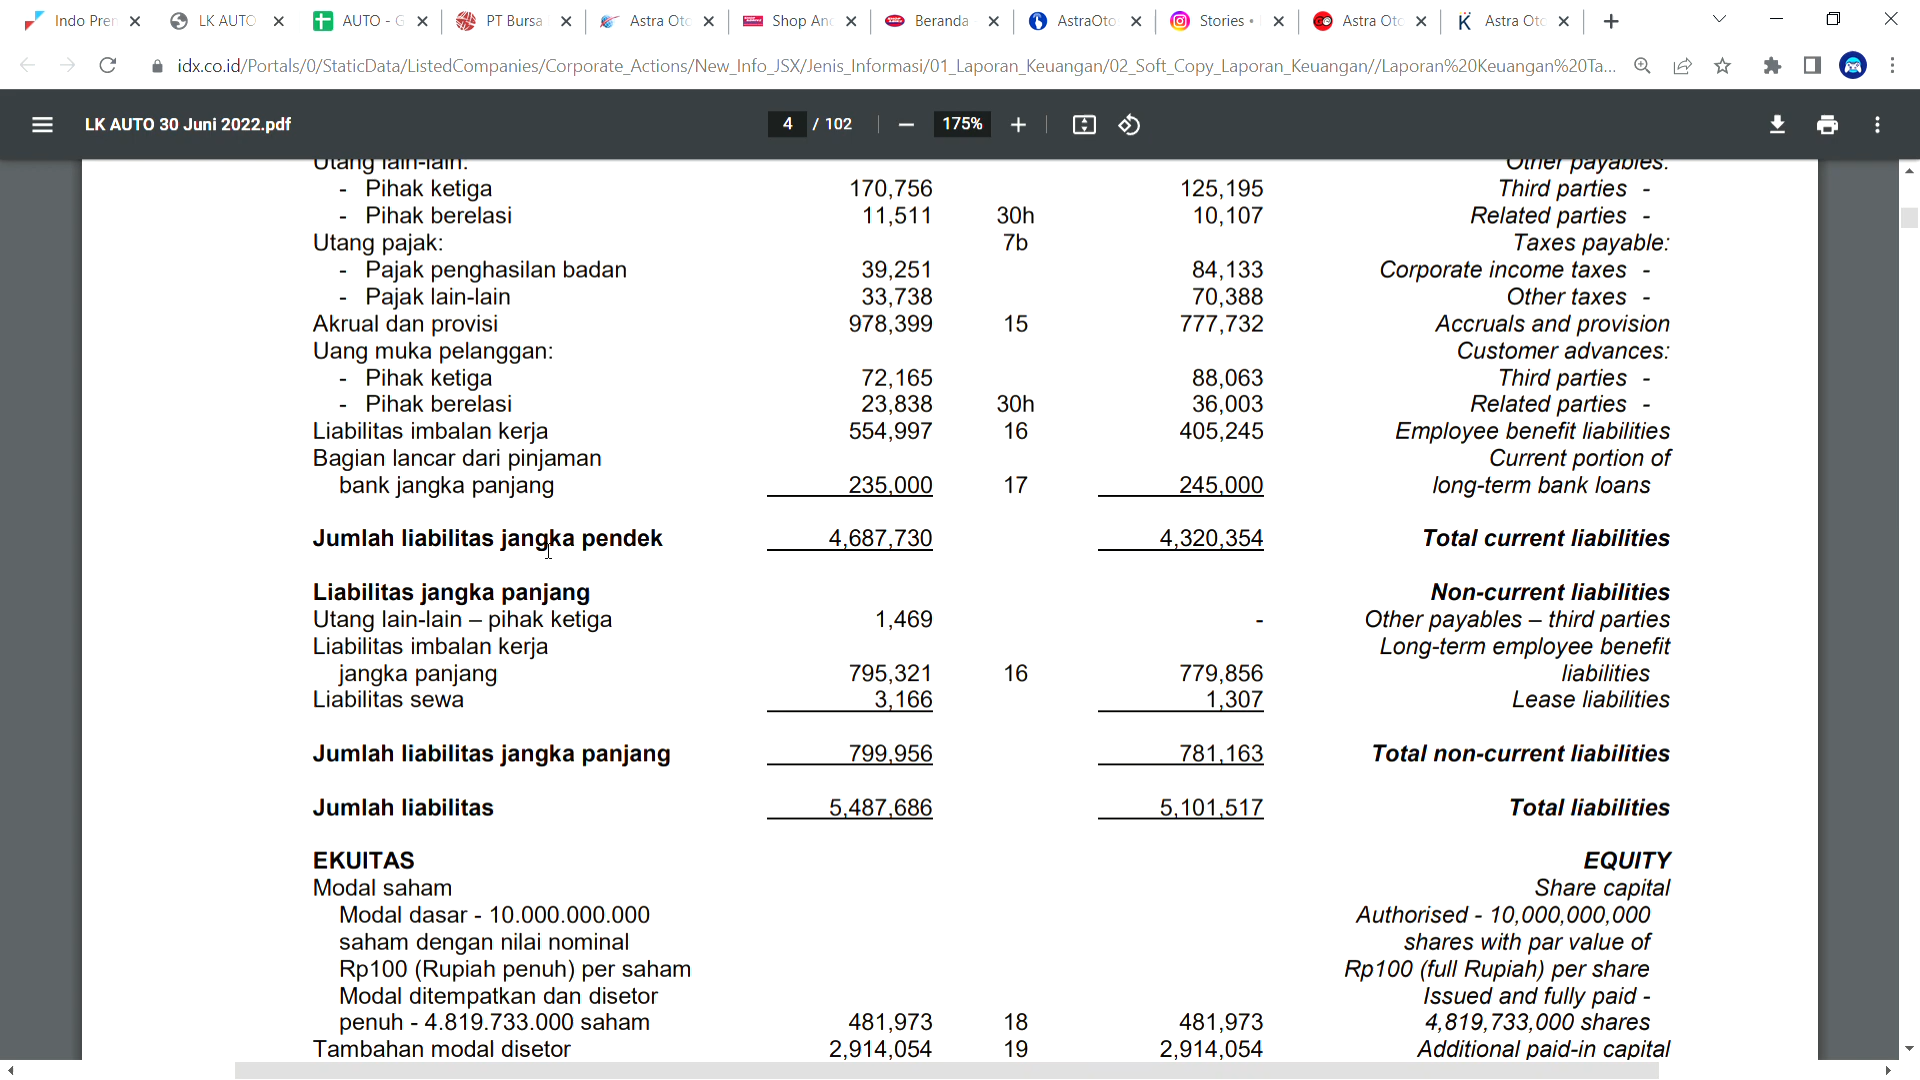 Indo Prer
LK AUTO
AUTO - G
PT Bursa
Astra Oto
Shop And
Beranda
AstraOto
Stories •
Astra Oto
Astra Oto
idx.co.id/Portals/0/StaticData/ListedCompanies/Corporate_Actions/New_Info_JSX/Jenis_Informasi/01_Laporan_Keuangan/02_Soft_Copy_Laporan_Keuangan//Laporan%20Keuangan%20Ta...
LK AUTO 30 Juni 2022.pdf 4 / 102 175%
Utang lain-lain: Other payables:
- Pihak ketiga 170,756 125,195 Third parties -
- Pihak berelasi 11,511 30h 10,107 Related parties -
Utang pajak: 7b Taxes payable:
- Pajak penghasilan badan 39,251 84,133 Corporate income taxes -
- Pajak lain-lain 33,738 70,388 Other taxes -
Akrual dan provisi 978,399 15 777,732 Accruals and provision
Uang muka pelanggan: Customer advances:
- Pihak ketiga 72,165 88,063 Third parties -
- Pihak berelasi 23,838 30h 36,003 Related parties -
Liabilitas imbalan kerja 554,997 16 405,245 Employee benefit liabilities
Bagian lancar dari pinjaman Current portion of
bank jangka panjang 235,000 17 245,000 long-term bank loans
Jumlah liabilitas jangka pendek 4,687,730 4,320,354 Total current liabilities
Liabilitas jangka panjang Non-current liabilities
Utang lain-lain – pihak ketiga 1,469 - Other payables – third parties
Liabilitas imbalan kerja Long-term employee benefit
jangka panjang 795,321 16 779,856 liabilities
Liabilitas sewa 3,166 1,307 Lease liabilities
Jumlah liabilitas jangka panjang 799,956 781,163 Total non-current liabilities
Jumlah liabilitas 5,487,686 5,101,517 Total liabilities
EKUITAS EQUITY
Modal saham Share capital
Modal dasar - 10.000.000.000 Authorised - 10,000,000,000
saham dengan nilai nominal shares with par value of
Rp100 (Rupiah penuh) per saham Rp100 (full Rupiah) per share
Modal ditempatkan dan disetor Issued and fully paid -
penuh - 4.819.733.000 saham 481,973 18 481,973 4,819,733,000 shares
Tambahan modal disetor 2,914,054 19 2,914,054 Additional paid-in capital